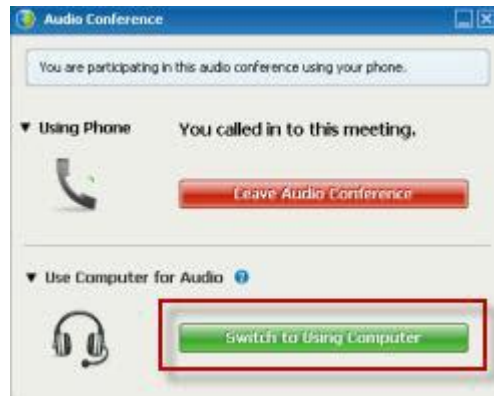 Audio Conference
You are participating in this audio conference using your phone.
Using Phone
You called in to this meeting.
Leave Audio Conference
Use Computer for Audio ?
Switch to Using Computer